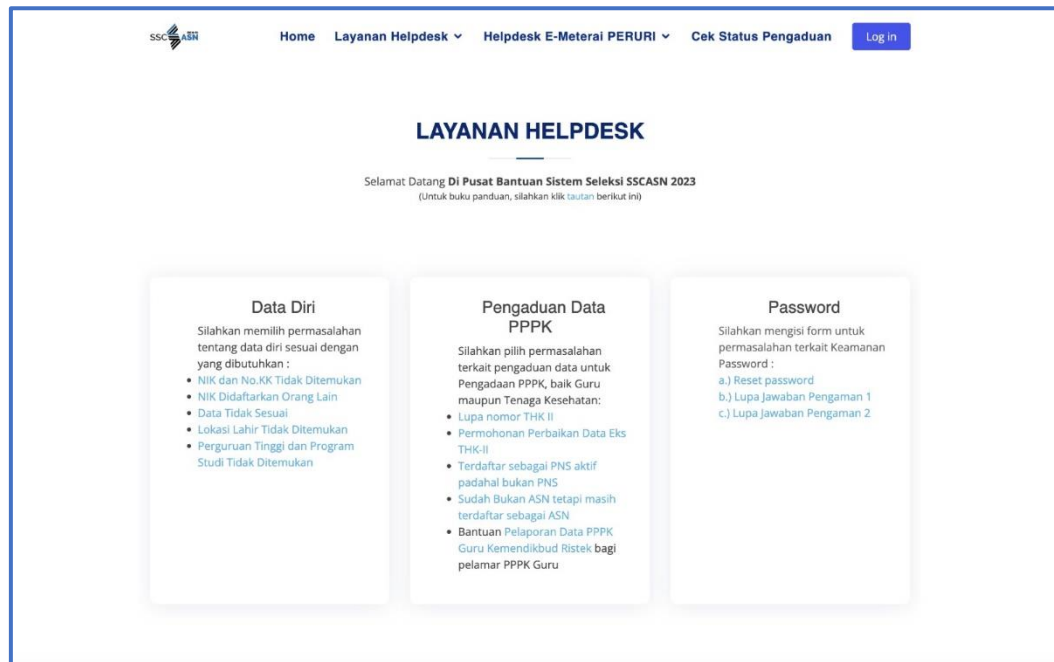 SSCASN
Home Layanan Helpdesk Helpdesk E-Meterai PERURI Cek Status Pengaduan Log in
LAYANAN HELPDESK
Selamat Datang Di Pusat Bantuan Sistem Seleksi SSCASN 2023
(Untuk buku panduan, silahkan klik tautan berikut ini)
Data Diri
Silahkan memilih permasalahan
tentang data diri sesuai dengan
yang dibutuhkan :
• NIK dan No.KK Tidak Ditemukan
• NIK Didaftarkan Orang Lain
• Data Tidak Sesuai
• Lokasi Lahir Tidak Ditemukan
• Perguruan Tinggi dan Program
Studi Tidak Ditemukan
Pengaduan Data
PPPK
Silahkan pilih permasalahan
terkait pengaduan data untuk
Pengadaan PPPK, baik Guru
maupun Tenaga Kesehatan:
• Lupa nomor THK II
• Permohonan Perbaikan Data Eks
THK-II
• Terdaftar sebagai PNS aktif
padahal bukan PNS
• Sudah Bukan ASN tetapi masih
terdaftar sebagai ASN
• Bantuan Pelaporan Data PPPK
Guru Kemendikbud Ristek bagi
pelamar PPPK Guru
Password
Silahkan mengisi form untuk
permasalahan terkait Keamanan
Password :
a.) Reset password
b.) Lupa Jawaban Pengaman 1
c.) Lupa Jawaban Pengaman 2